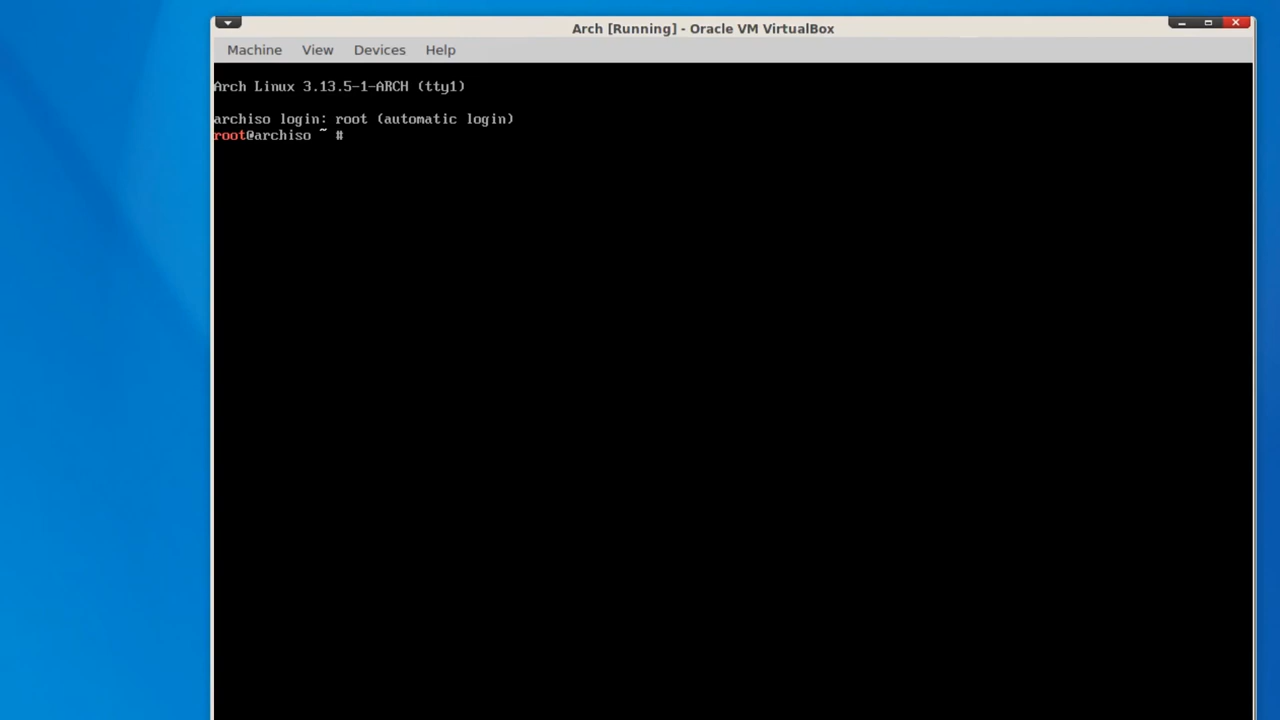 Arch [Running] - Oracle VM VirtualBox
Machine View Devices Help
Arch Linux 3.13.5-1-ARCH (tty1)
archiso login: root (automatic login)
root@archiso ~ #